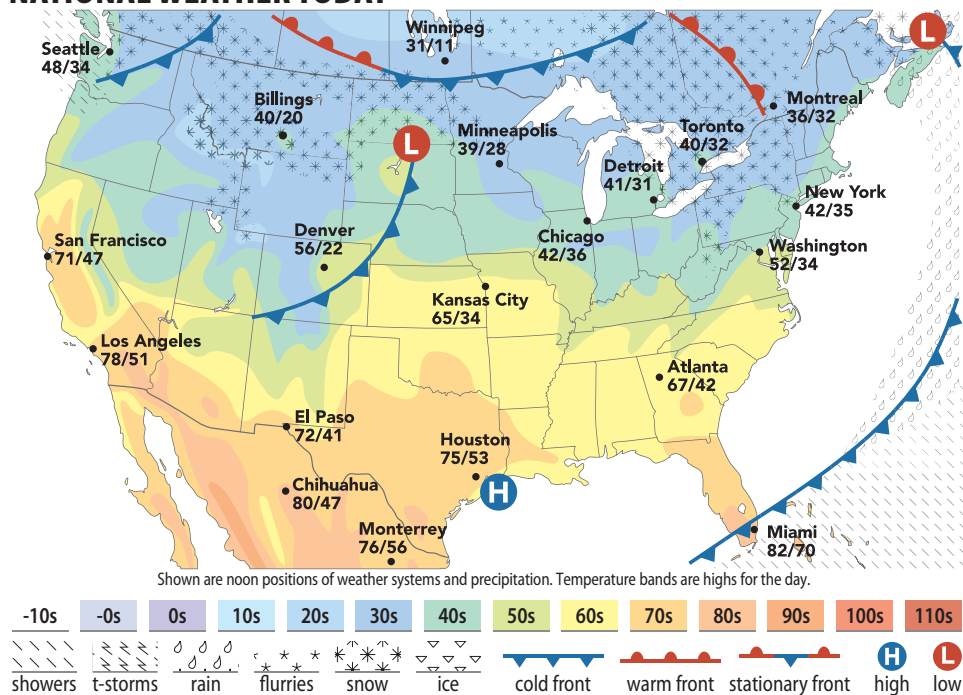 NATIONAL WEATHER TODAY
Winnipeg
31/11
Seattle
48/34
Billings
40/20
Montreal
36/32
Minneapolis
39/28
Toronto
40/32
Detroit
41/31
New York
42/35
San Francisco
71/47
Denver
56/22
Chicago
42/36
Washington
52/34
Kansas City
65/34
Los Angeles
78/51
Atlanta
67/42
El Paso
72/41
Houston
75/53
Chihuahua
80/47
Monterrey
76/56
Miami
82/70
L
L
H
Shown are noon positions of weather systems and precipitation. Temperature bands are highs for the day.
-10s -0s 0s 10s 20s 30s 40s 50s 60s 70s 80s 90s 100s 110s
H L
showers t-storms rain flurries snow ice cold front warm front stationary front high low